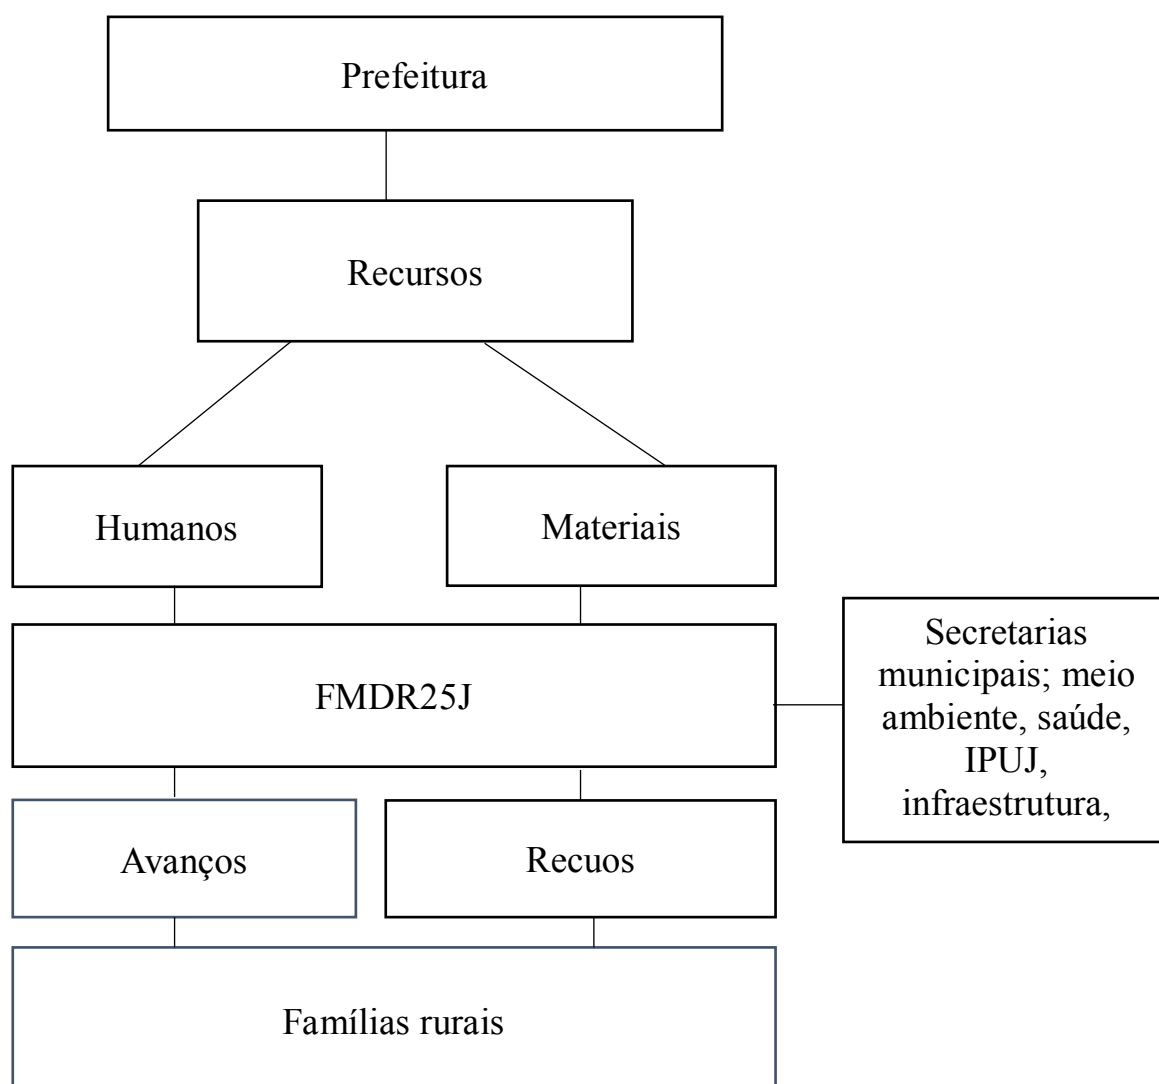 Prefeitura
Recursos
Humanos
Materiais
FMDR25J
Secretarias
municipais; meio
ambiente, saúde,
IPUJ,
infraestrutura,
Avanços
Recuos
Famílias rurais